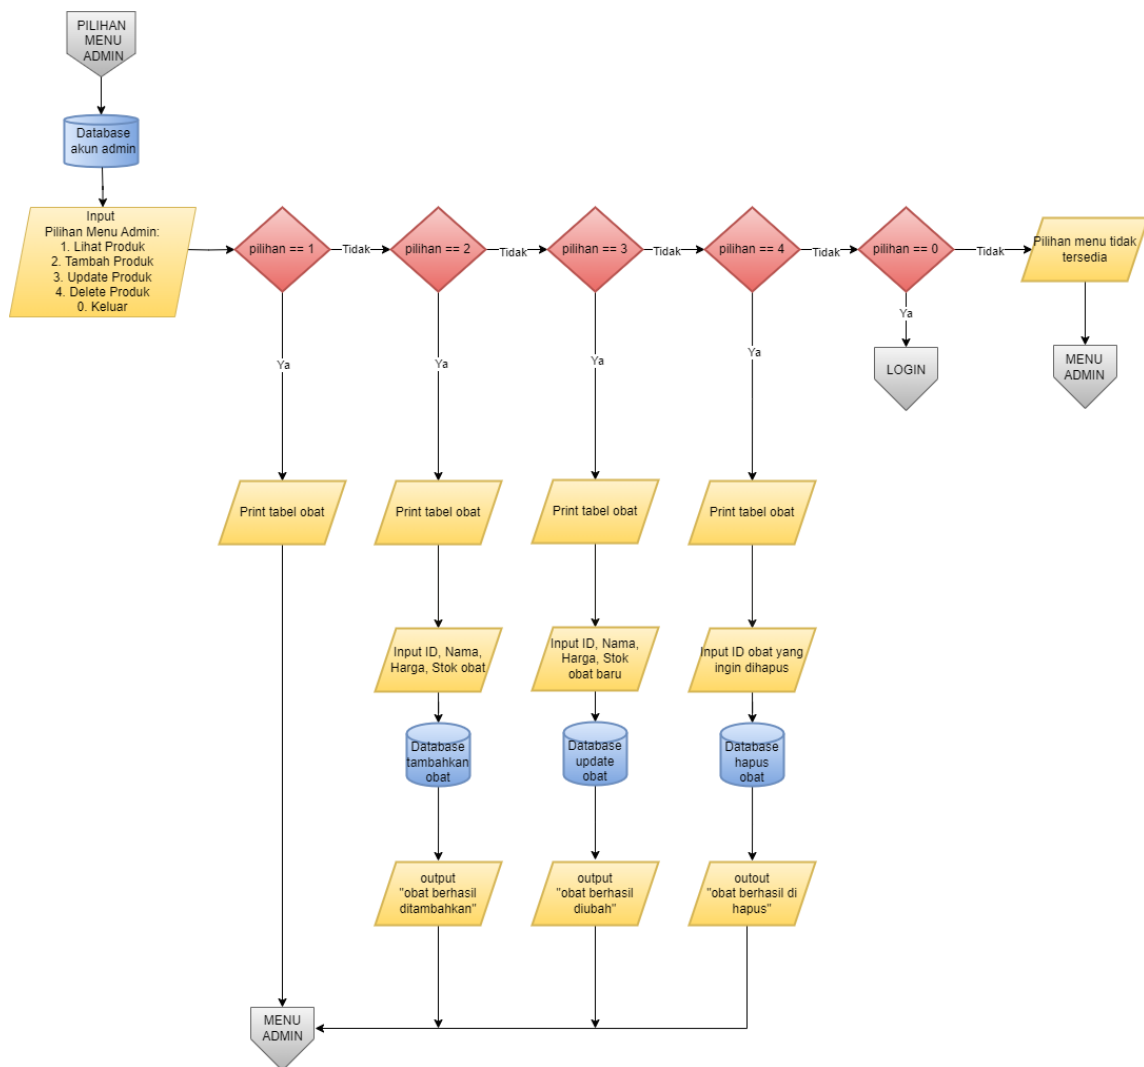 PILIHAN
MENU
ADMIN
Database
akun admin
Input
Pilihan Menu Admin:
1. Lihat Produk
2. Tambah Produk
3. Update Produk
4. Delete Produk
0. Keluar
pilihan == 1
Tidak
pilihan == 2
Tidak
pilihan == 3
Tidak
pilihan == 4
Tidak
pilihan == 0
Tidak
Pilihan menu tidak
tersedia
Ya
Ya
Ya
Ya
Ya
LOGIN
MENU
ADMIN
Print tabel obat
Print tabel obat
Print tabel obat
Print tabel obat
Input ID, Nama,
Harga, Stok obat
Input ID, Nama,
Harga, Stok
obat baru
Input ID obat yang
ingin dihapus
Database
tambahkan
obat
Database
update
obat
Database
hapus
obat
output
"obat berhasil
ditambahkan"
output
"obat berhasil
diubah"
outout
"obat berhasil di
hapus"
MENU
ADMIN